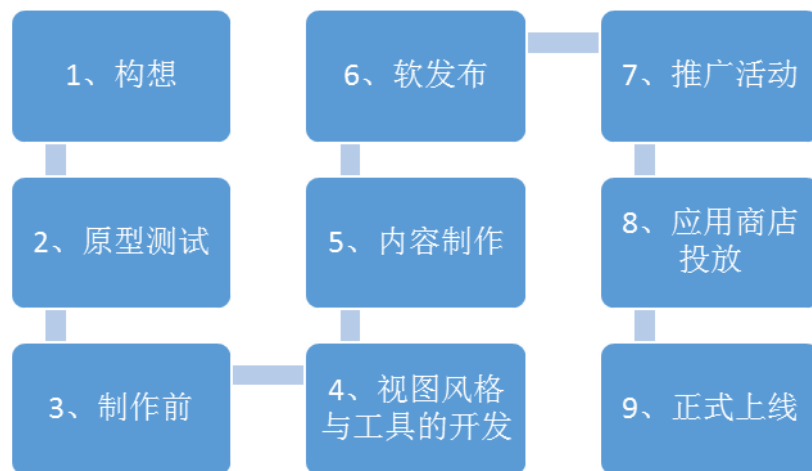 1、构想
2、原型测试
3、制作前
4、视图风格
与工具的开发
5、内容制作
6、软发布
7、推广活动
8、应用商店
投放
9、正式上线